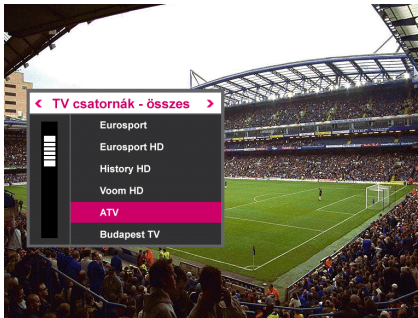 TV csatornák - összes
Eurosport
Eurosport HD
History HD
Voom HD
ATV
Budapest TV